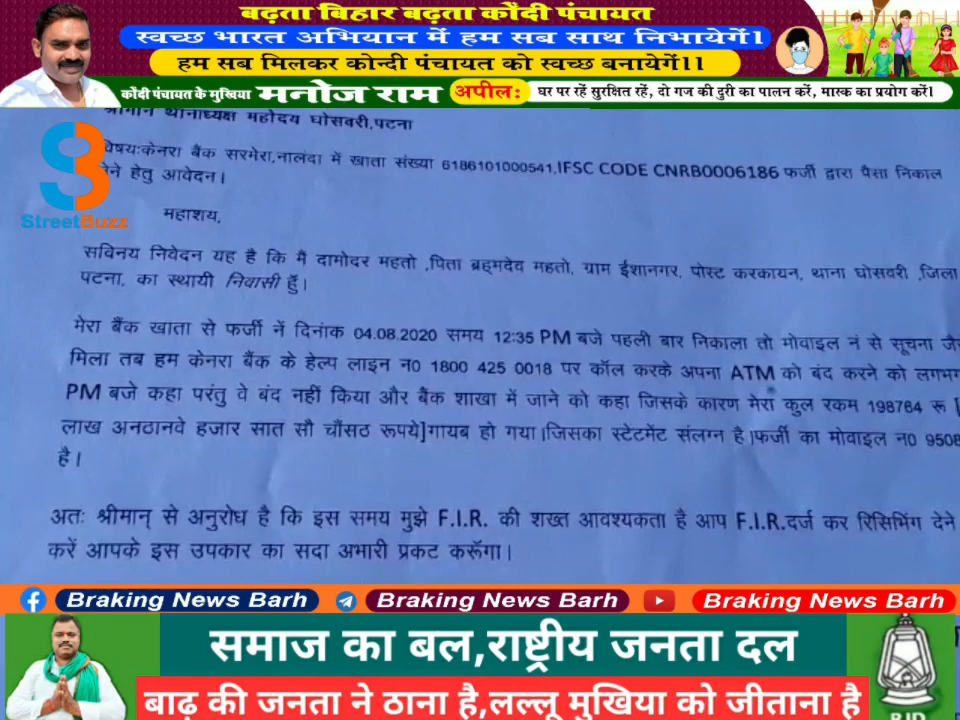 बढ़ता बिहार बढ़ता कोंदी पंचायत
स्वच्छ भारत अभियान में हम सब साथ निभायेगें।
हम सब मिलकर कोन्दी पंचायत को स्वच्छ बनायेगें।।
कोंदी पंचायत के मुखिया मनोज राम अपीलः घर पर रहें सुरक्षित रहें, दो गज की दुरी का पालन करें, मास्क का प्रयोग करें।
श्रीमान थानाध्यक्ष महोदय घोसवरी,पटना
विषय:केनरा बैंक सरमेरा,नालंदा में खाता संख्या 6186101000541,IFSC CODE CNRB0006186 फर्जी द्वारा पैसा निकाल
हेतु आवेदन।
StreetBuzz
महाशय,
सविनय निवेदन यह है कि मैं दामोदर महतो ,पिता ब्रह्मदेव महतो, ग्राम ईशानगर, पोस्ट करकायन, थाना घोसवरी ,जिला
पटना, का स्थायी निवासी हूँ।
मेरा बैंक खाता से फर्जी नें दिनांक 04.08.2020 समय 12:35 PM बजे पहली बार निकाला तो मोवाइल नं से सूचना
मिला तब हम केनरा बैंक के हेल्प लाइन न0 1800 425 0018 पर कॉल करके अपना ATM को बंद करने को
PM बजे कहा परंतु वे बंद नहीं किया और बैंक शाखा में जाने को कहा जिसके कारण मेरा कुल रकम 198764 रू [
लाख अनठानवे हजार सात सौ चौंसठ रूपये]गायब हो गया।जिसका स्टेटमेंट संलग्न है।फर्जी का मोवाइल न0 9508
है।
अतः श्रीमान् से अनुरोध है कि इस समय मुझे F.I.R. की शख्त आवश्यकता है आप F.I.R.दर्ज कर रिसिभिंग देने
करें आपके इस उपकार का सदा अभारी प्रकट करूँगा।
Braking News Barh Braking News Barh Braking News Barh
समाज का बल,राष्ट्रीय जनता दल
बाढ़ की जनता ने ठाना है,लल्लू मुखिया को जीताना है